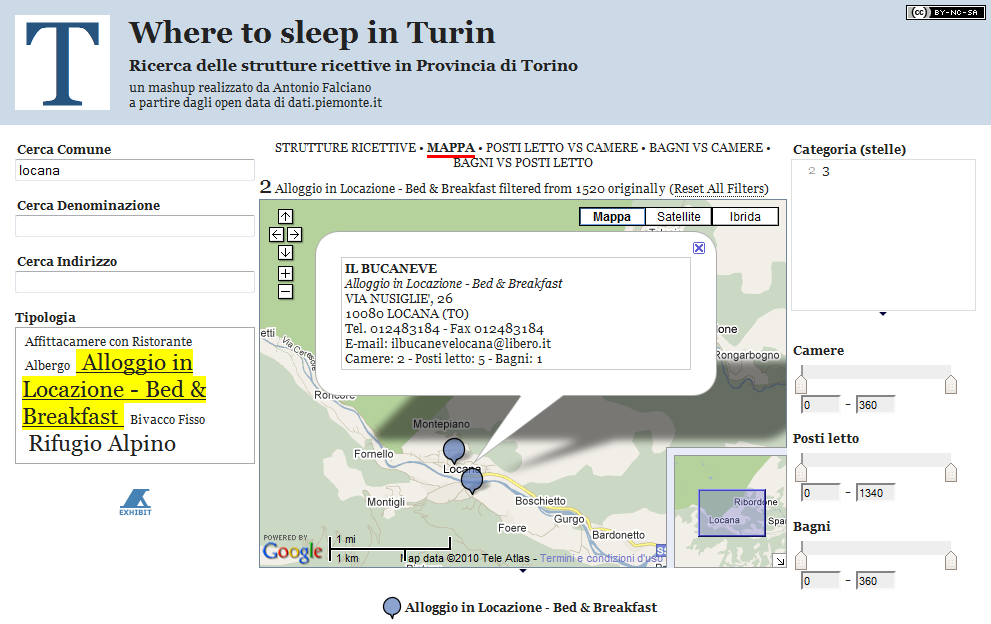 T
Where to sleep in Turin
Ricerca delle strutture ricettive in Provincia di Torino
un mashup realizzato da Antonio Falciano
a partire dagli open data di dati.piemonte.it
cc BY-NC-SA
Cerca Comune
locana
Cerca Denominazione
Cerca Indirizzo
Tipologia
Affittacamere con Ristorante
Albergo Alloggio in
Locazione - Bed &
Breakfast Bivacco Fisso
Rifugio Alpino
EXHIBIT
STRUTTURE RICETTIVE • MAPPA • POSTI LETTO VS CAMERE • BAGNI VS CAMERE •
BAGNI VS POSTI LETTO
2 Alloggio in Locazione - Bed & Breakfast filtered from 1520 originally (Reset All Filters)
Mappa Satellite Ibrida
IL BUCANEVE
Alloggio in Locazione - Bed & Breakfast
VIA NUSIGLIE', 26
10080 LOCANA (TO)
Tel. 012483184 - Fax 012483184
E-mail: ilbucanevelocana@libero.it
Camere: 2 - Posti letto: 5 - Bagni: 1
etti
Via Ceresole
one
Rongarbogno
Roncore
Montepiano
Fornello
Locana
Montigli
Boschietto
Gurgo
Foere
Bardonetto
Ribordone
Locana
Spar
POWERED BY
Google
1 mi
1 km
ap data ©2010 Tele Atlas - Termini e condizioni d'uso
Alloggio in Locazione - Bed & Breakfast
Categoria (stelle)
2 3
Camere
0 - 360
Posti letto
0 - 1340
Bagni
0 - 360